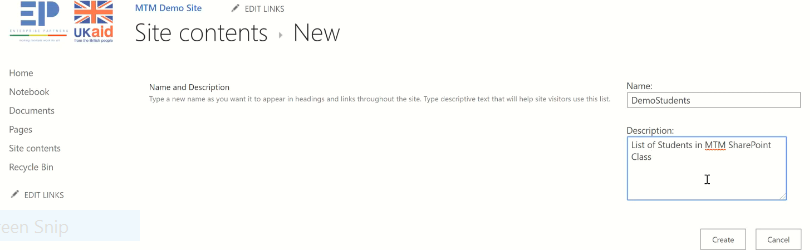 EP
UKaid
from the British people
MTM Demo Site
EDIT LINKS
Site contents › New
Home
Notebook
Documents
Pages
Site contents
Recycle Bin
EDIT LINKS
Name and Description
Type a new name as you want it to appear in headings and links throughout the site. Type descriptive text that will help site visitors use this list.
Name:
DemoStudents
Description:
List of Students in MTM SharePoint
Class
een Snip
Create
Cancel